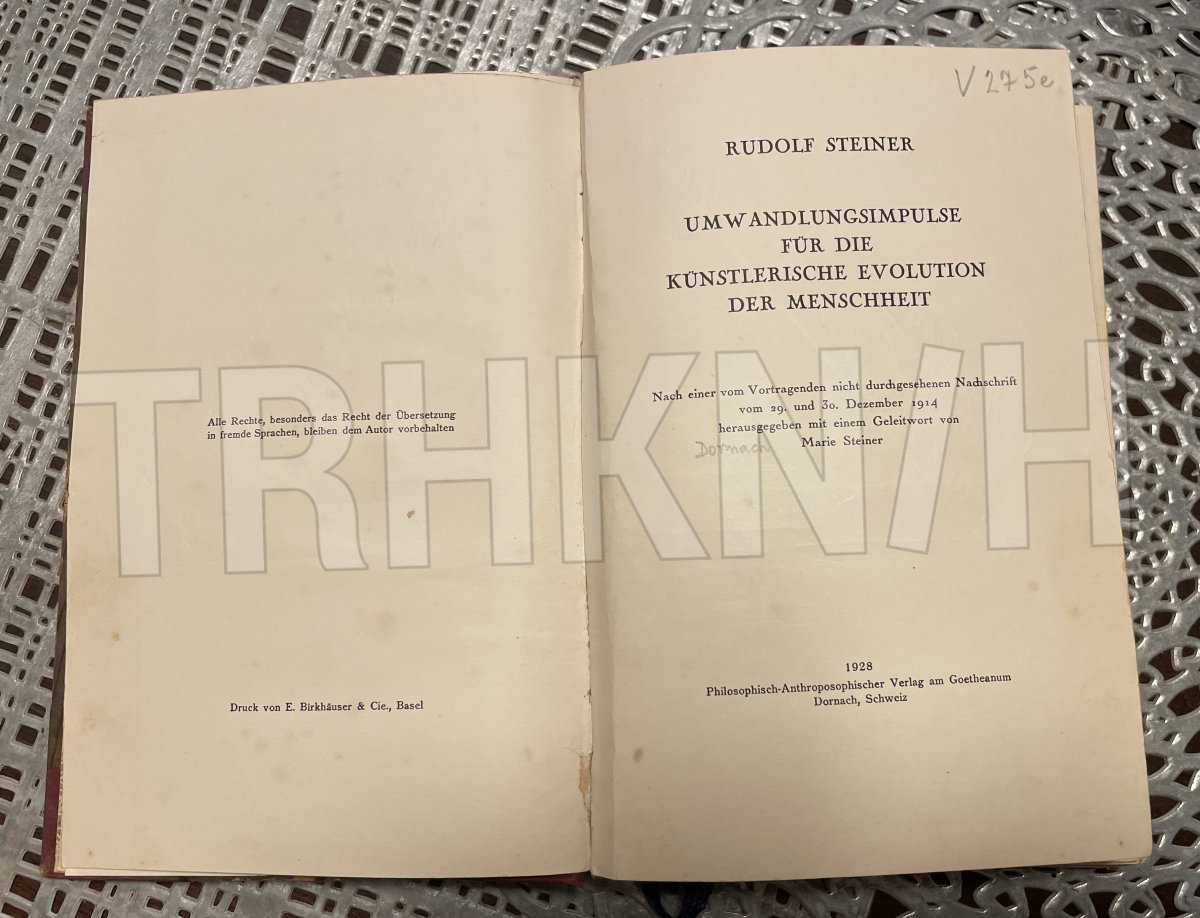 Alle Rechte, besonders das Recht der Übersetzung
in fremde Sprachen, bleiben dem Autor vorbehalten
Druck von E. Birkhäuser & Cie., Basel
V 275e
RUDOLF STEINER
UMWANDLUNGSIMPULSE
FÜR DIE
KÜNSTLERISCHE EVOLUTION
DER MENSCHHEIT
Nach einer vom Vortragenden nicht durchgesehenen Nachschrift
vom 29. und 30. Dezember 1914
herausgegeben mit einem Geleitwort von
Marie Steiner
Dornach
1928
Philosophisch-Anthroposophischer Verlag am Goetheanum
Dornach, Schweiz
TRHKN/H